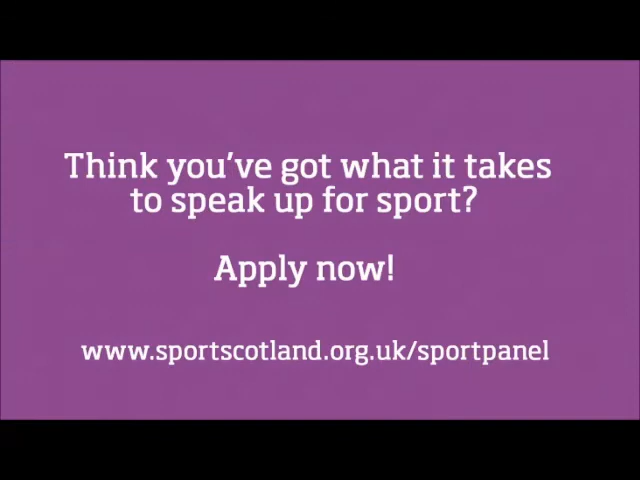 Think you've got what it takes
to speak up for sport?
Apply now!
www.sportscotland.org.uk/sportpanel